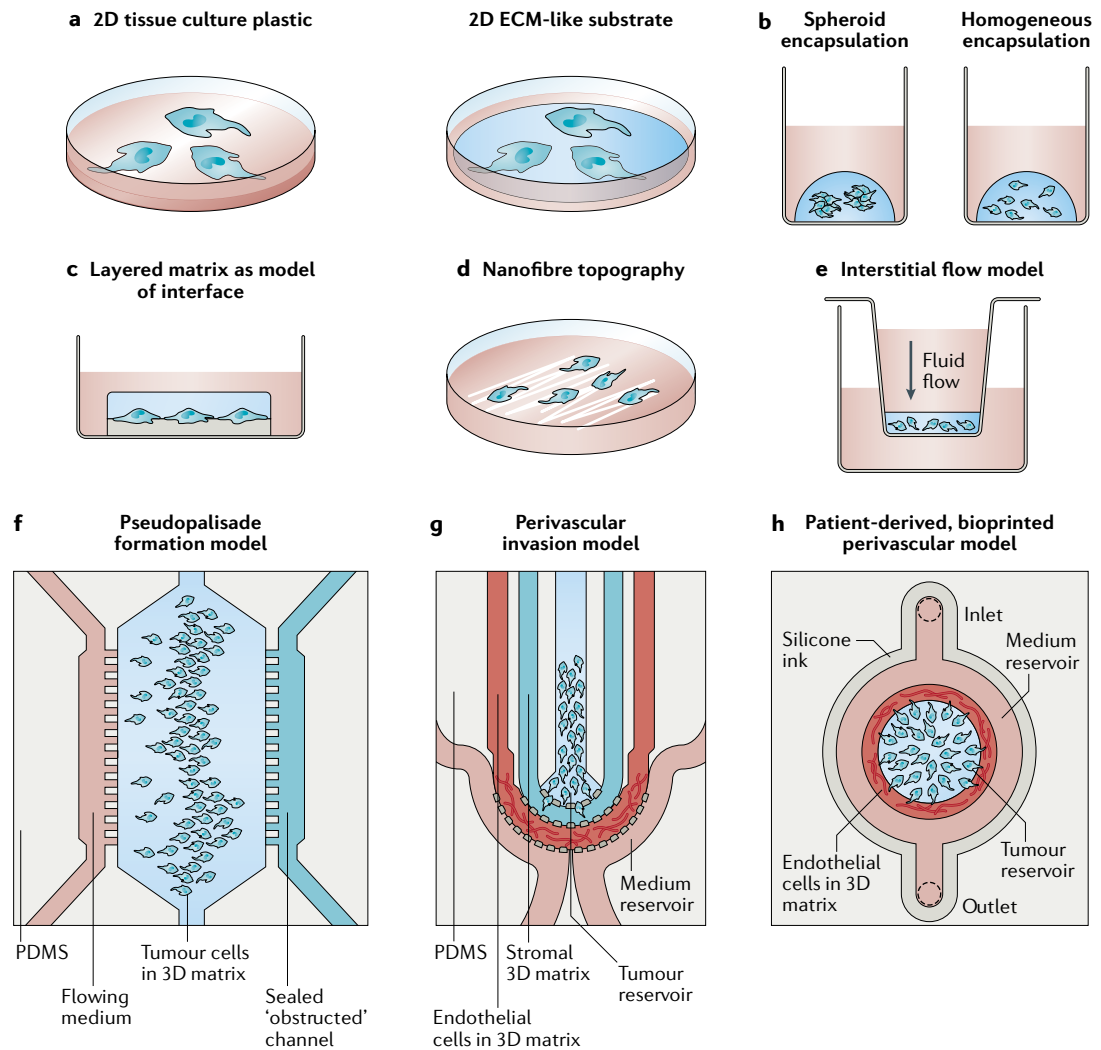 a 2D tissue culture plastic
2D ECM-like substrate
b Spheroid
encapsulation
Homogeneous
encapsulation
c Layered matrix as model
of interface
d Nanofibre topography
e Interstitial flow model
Fluid
flow
f Pseudopalisade
formation model
PDMS
Flowing
medium
Tumour cells
in 3D matrix
Sealed
‘obstructed’
channel
g Perivascular
invasion model
Medium
reservoir
PDMS
Endothelial
cells in 3D matrix
Stromal
3D matrix
Tumour
reservoir
h Patient-derived, bioprinted
perivascular model
Silicone
ink
Inlet
Medium
reservoir
Endothelial
cells in 3D
matrix
Tumour
reservoir
Outlet